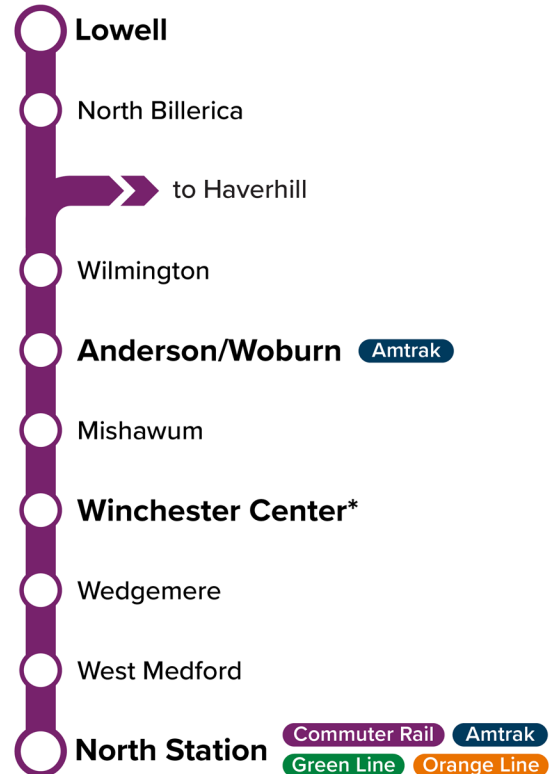 Lowell
North Billerica
to Haverhill
Wilmington
Anderson/Woburn Amtrak
Mishawum
Winchester Center*
Wedgemere
West Medford
North Station Commuter Rail Amtrak
Green Line Orange Line